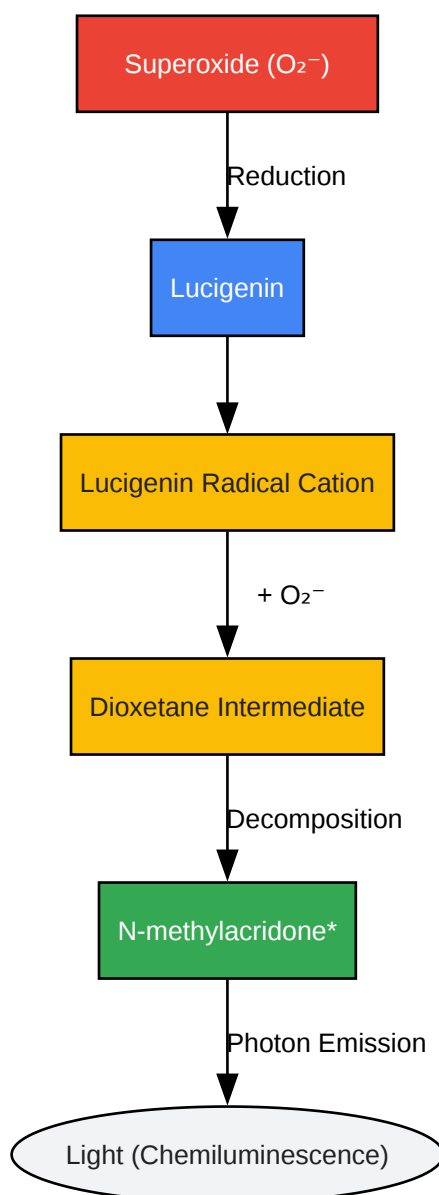 Superoxide (O₂⁻)
Reduction
Lucigenin
Lucigenin Radical Cation
+ O₂⁻
Dioxetane Intermediate
Decomposition
N-methylacridone*
Photon Emission
Light (Chemiluminescence)